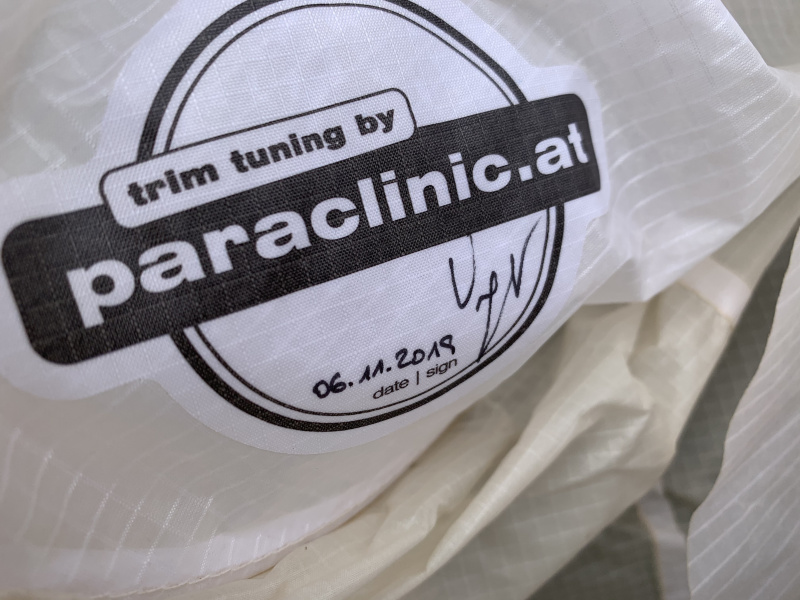 trim tuning by
paraclinic.at
06.11.2019
date | sign